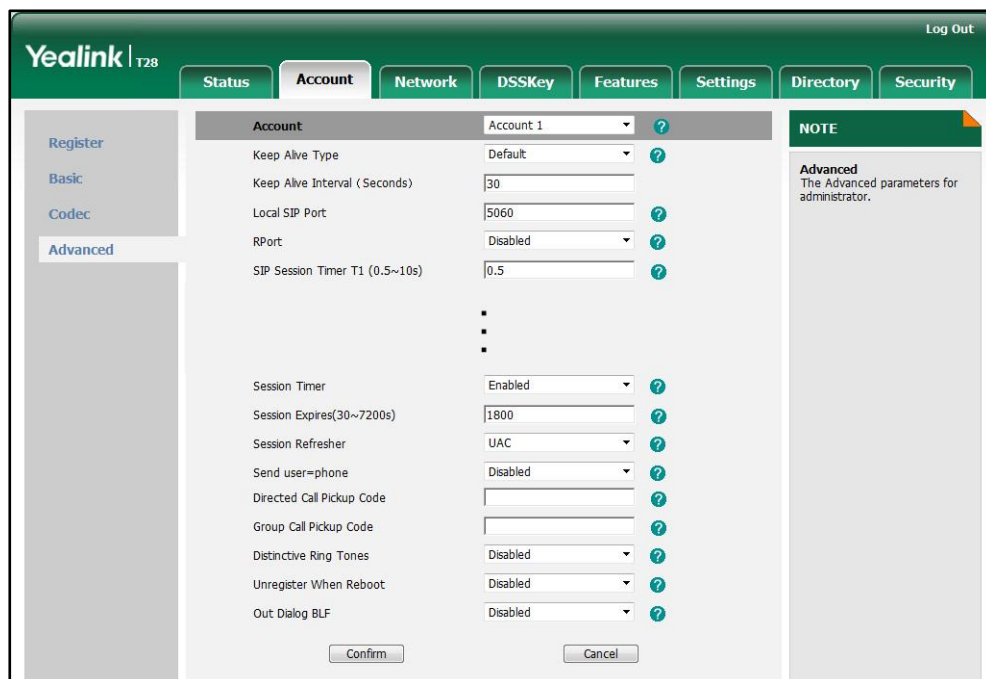 Log Out
Yealink T28
Status Account Network DSSKey Features Settings Directory Security
Register
Basic
Codec
Advanced
Account Account 1 ?
Keep Alive Type Default ?
Keep Alive Interval (Seconds) 30
Local SIP Port 5060 ?
RPort Disabled ?
SIP Session Timer T1 (0.5~10s) 0.5 ?
Session Timer Enabled ?
Session Expires(30~7200s) 1800 ?
Session Refresher UAC ?
Send user=phone Disabled ?
Directed Call Pickup Code ?
Group Call Pickup Code ?
Distinctive Ring Tones Disabled ?
Unregister When Reboot Disabled ?
Out Dialog BLF Disabled ?
Confirm Cancel
NOTE
Advanced
The Advanced parameters for
administrator.